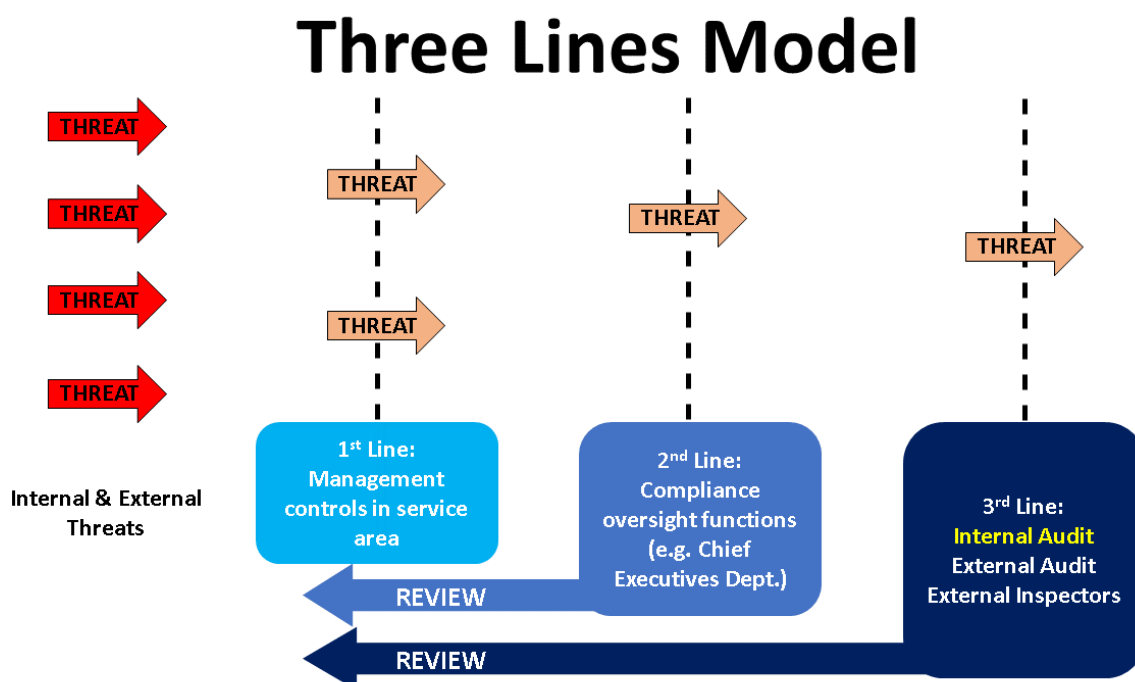 Three Lines Model
THREAT
THREAT
THREAT
THREAT
THREAT
THREAT
THREAT
THREAT
Internal & External
Threats
1st Line:
Management
controls in service
area
2nd Line:
Compliance
oversight functions
(e.g. Chief
Executives Dept.)
3rd Line:
Internal Audit
External Audit
External Inspectors
REVIEW
REVIEW